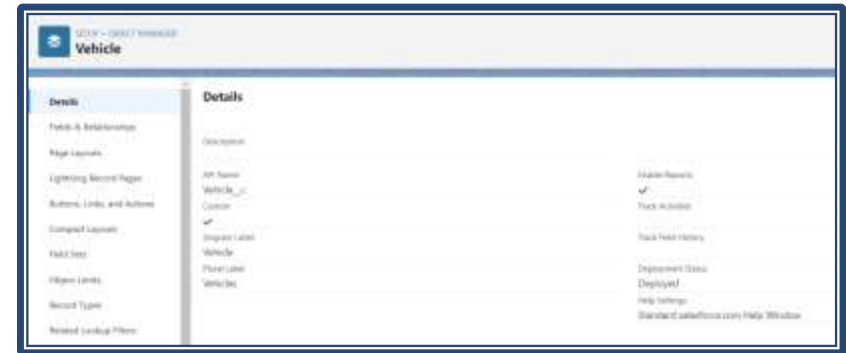 SETUP > OBJECT MANAGER
Vehicle
Details
Fields & Relationships
Page Layouts
Lightning Record Pages
Buttons, Links, and Actions
Compact Layouts
Field Sets
Object Limits
Record Types
Related Lookup Filters
Details
Description
API Name
Vehicle__c
Custom
✓
Singular Label
Vehicle
Plural Label
Vehicles
Enable Reports
✓
Track Activities
Track Field History
Deployment Status
Deployed
Help Settings
Standard salesforce.com Help Window